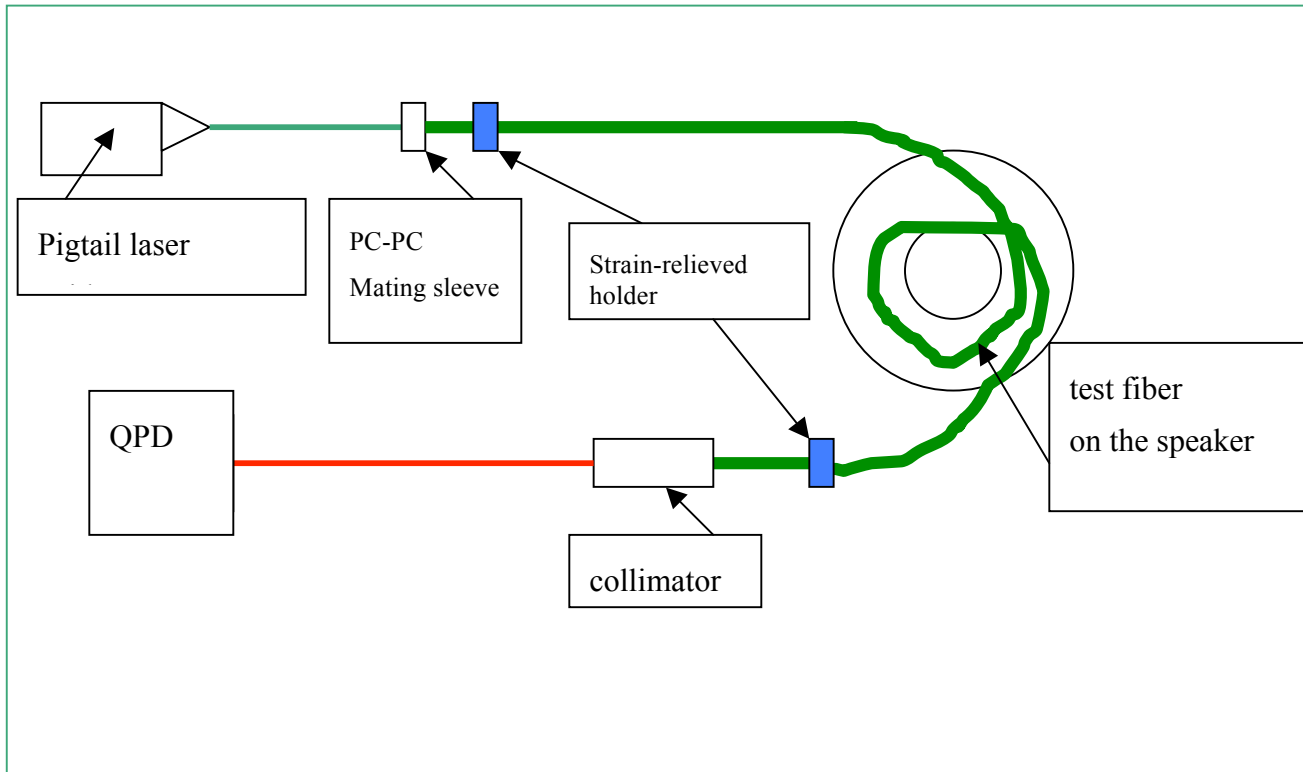 Pigtail laser
PC-PC
Mating sleeve
Strain-relieved
holder
test fiber
on the speaker
QPD
collimator